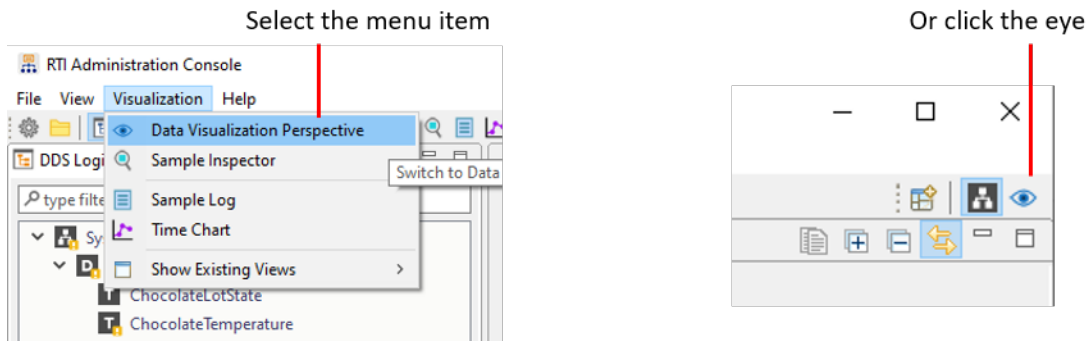 Select the menu item
Or click the eye
RTI Administration Console
File View Visualization Help
Data Visualization Perspective
DDS Logi
Sample Inspector
Switch to Data
type filte
Sample Log
Sy
Time Chart
D
Show Existing Views
T ChocolateLotState
T ChocolateTemperature